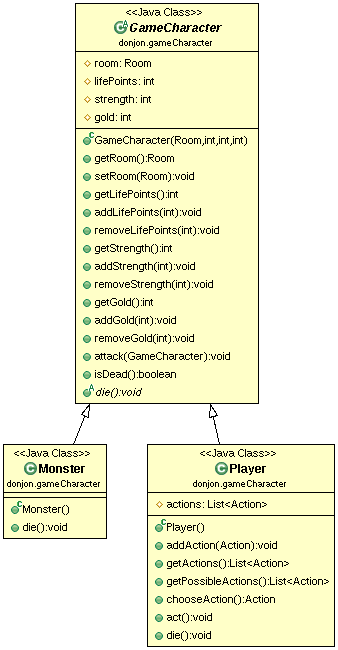 <<Java Class>>
GameCharacter
donjon.gameCharacter
room: Room
lifePoints: int
strength: int
gold: int
GameCharacter(Room,int,int,int)
getRoom():Room
setRoom(Room):void
getLifePoints():int
addLifePoints(int):void
removeLifePoints(int):void
getStrength():int
addStrength(int):void
removeStrength(int):void
getGold():int
addGold(int):void
removeGold(int):void
attack(GameCharacter):void
isDead():boolean
die():void
<<Java Class>>
Monster
donjon.gameCharacter
Monster()
die():void
<<Java Class>>
Player
donjon.gameCharacter
actions: List<Action>
Player()
addAction(Action):void
getActions():List<Action>
getPossibleActions():List<Action>
chooseAction():Action
act():void
die():void